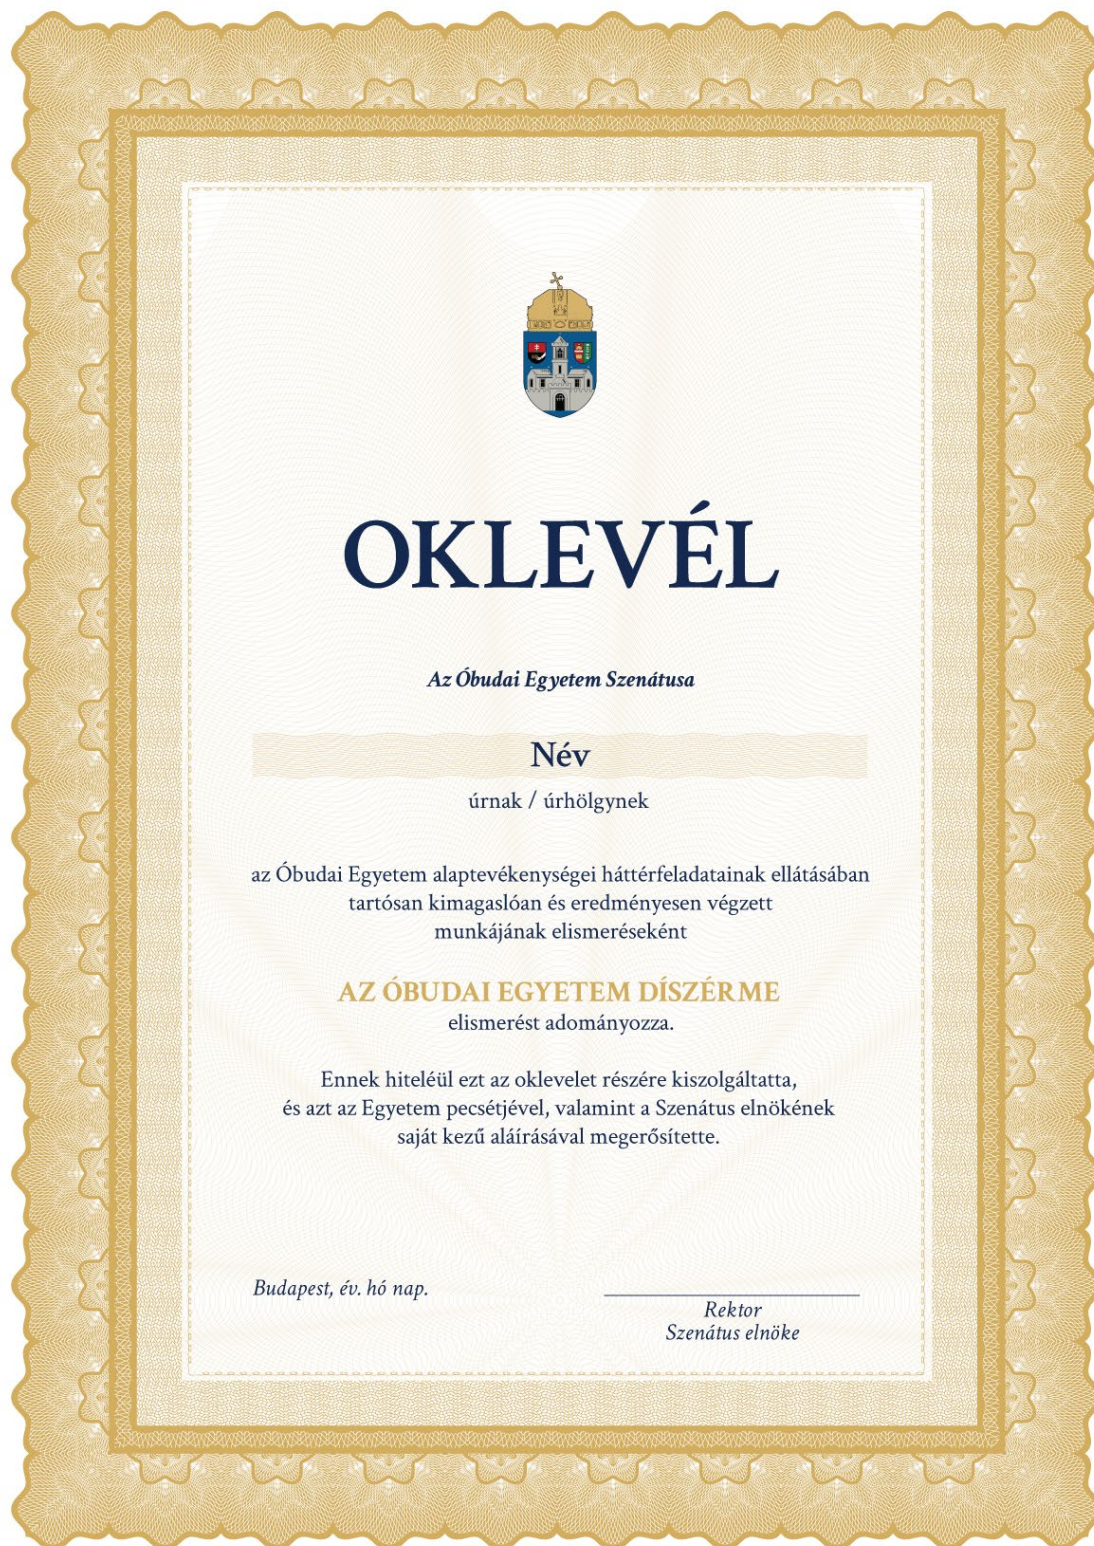 OKLEVÉL
Az Óbudai Egyetem Szenátusa
Név
úrnak / úrhölgynek
az Óbudai Egyetem alaptevékenységei háttérfeladatainak ellátásában
tartósan kimagaslóan és eredményesen végzett
munkájának elismeréseként
AZ ÓBUDAI EGYETEM DÍSZÉRME
elismerést adományozza.
Ennek hiteléül ezt az oklevelet részére kiszolgáltatta,
és azt az Egyetem pecsétjével, valamint a Szenátus elnökének
saját kezű aláírásával megerősítette.
Budapest, év. hó nap.
Rektor
Szenátus elnöke